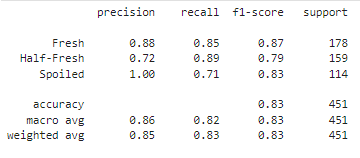 precision recall f1-score support
Fresh 0.88 0.85 0.87 178
Half-Fresh 0.72 0.89 0.79 159
Spoiled 1.00 0.71 0.83 114
accuracy 0.83 451
macro avg 0.86 0.82 0.83 451
weighted avg 0.85 0.83 0.83 451